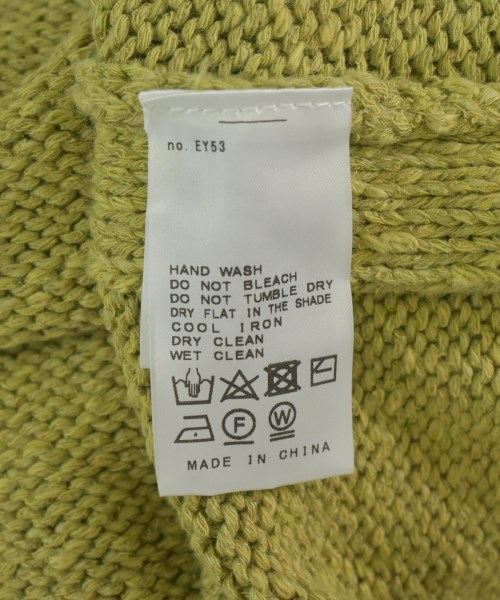 no. EY53
HAND WASH
DO NOT BLEACH
DO NOT TUMBLE DRY
DRY FLAT IN THE SHADE
COOL IRON
DRY CLEAN
WET CLEAN
F W
MADE IN CHINA